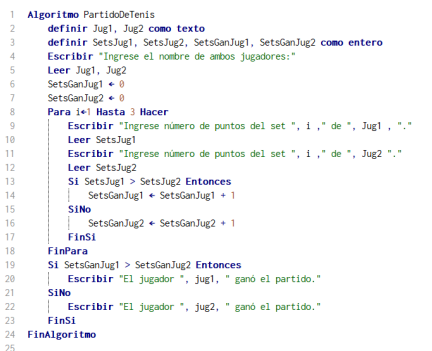 1 Algoritmo PartidoDeTenis
2 definir Jug1, Jug2 como texto
3 definir SetsJug1, SetsJug2, SetsGanJug1, SetsGanJug2 como entero
4 Escribir "Ingrese el nombre de ambos jugadores:"
5 Leer Jug1, Jug2
6 SetsGanJug1 ← 0
7 SetsGanJug2 ← 0
8 Para i←1 Hasta 3 Hacer
9 Escribir "Ingrese número de puntos del set ", i ," de ", Jug1 , "."
10 Leer SetsJug1
11 Escribir "Ingrese número de puntos del set ", i ," de ", Jug2 "."
12 Leer SetsJug2
13 Si SetsJug1 > SetsJug2 Entonces
14 SetsGanJug1 ← SetsGanJug1 + 1
15 SiNo
16 SetsGanJug2 ← SetsGanJug2 + 1
17 FinSi
18 FinPara
19 Si SetsGanJug1 > SetsGanJug2 Entonces
20 Escribir "El jugador ", jug1, " ganó el partido."
21 SiNo
22 Escribir "El jugador ", jug2, " ganó el partido."
23 FinSi
24 FinAlgoritmo
25